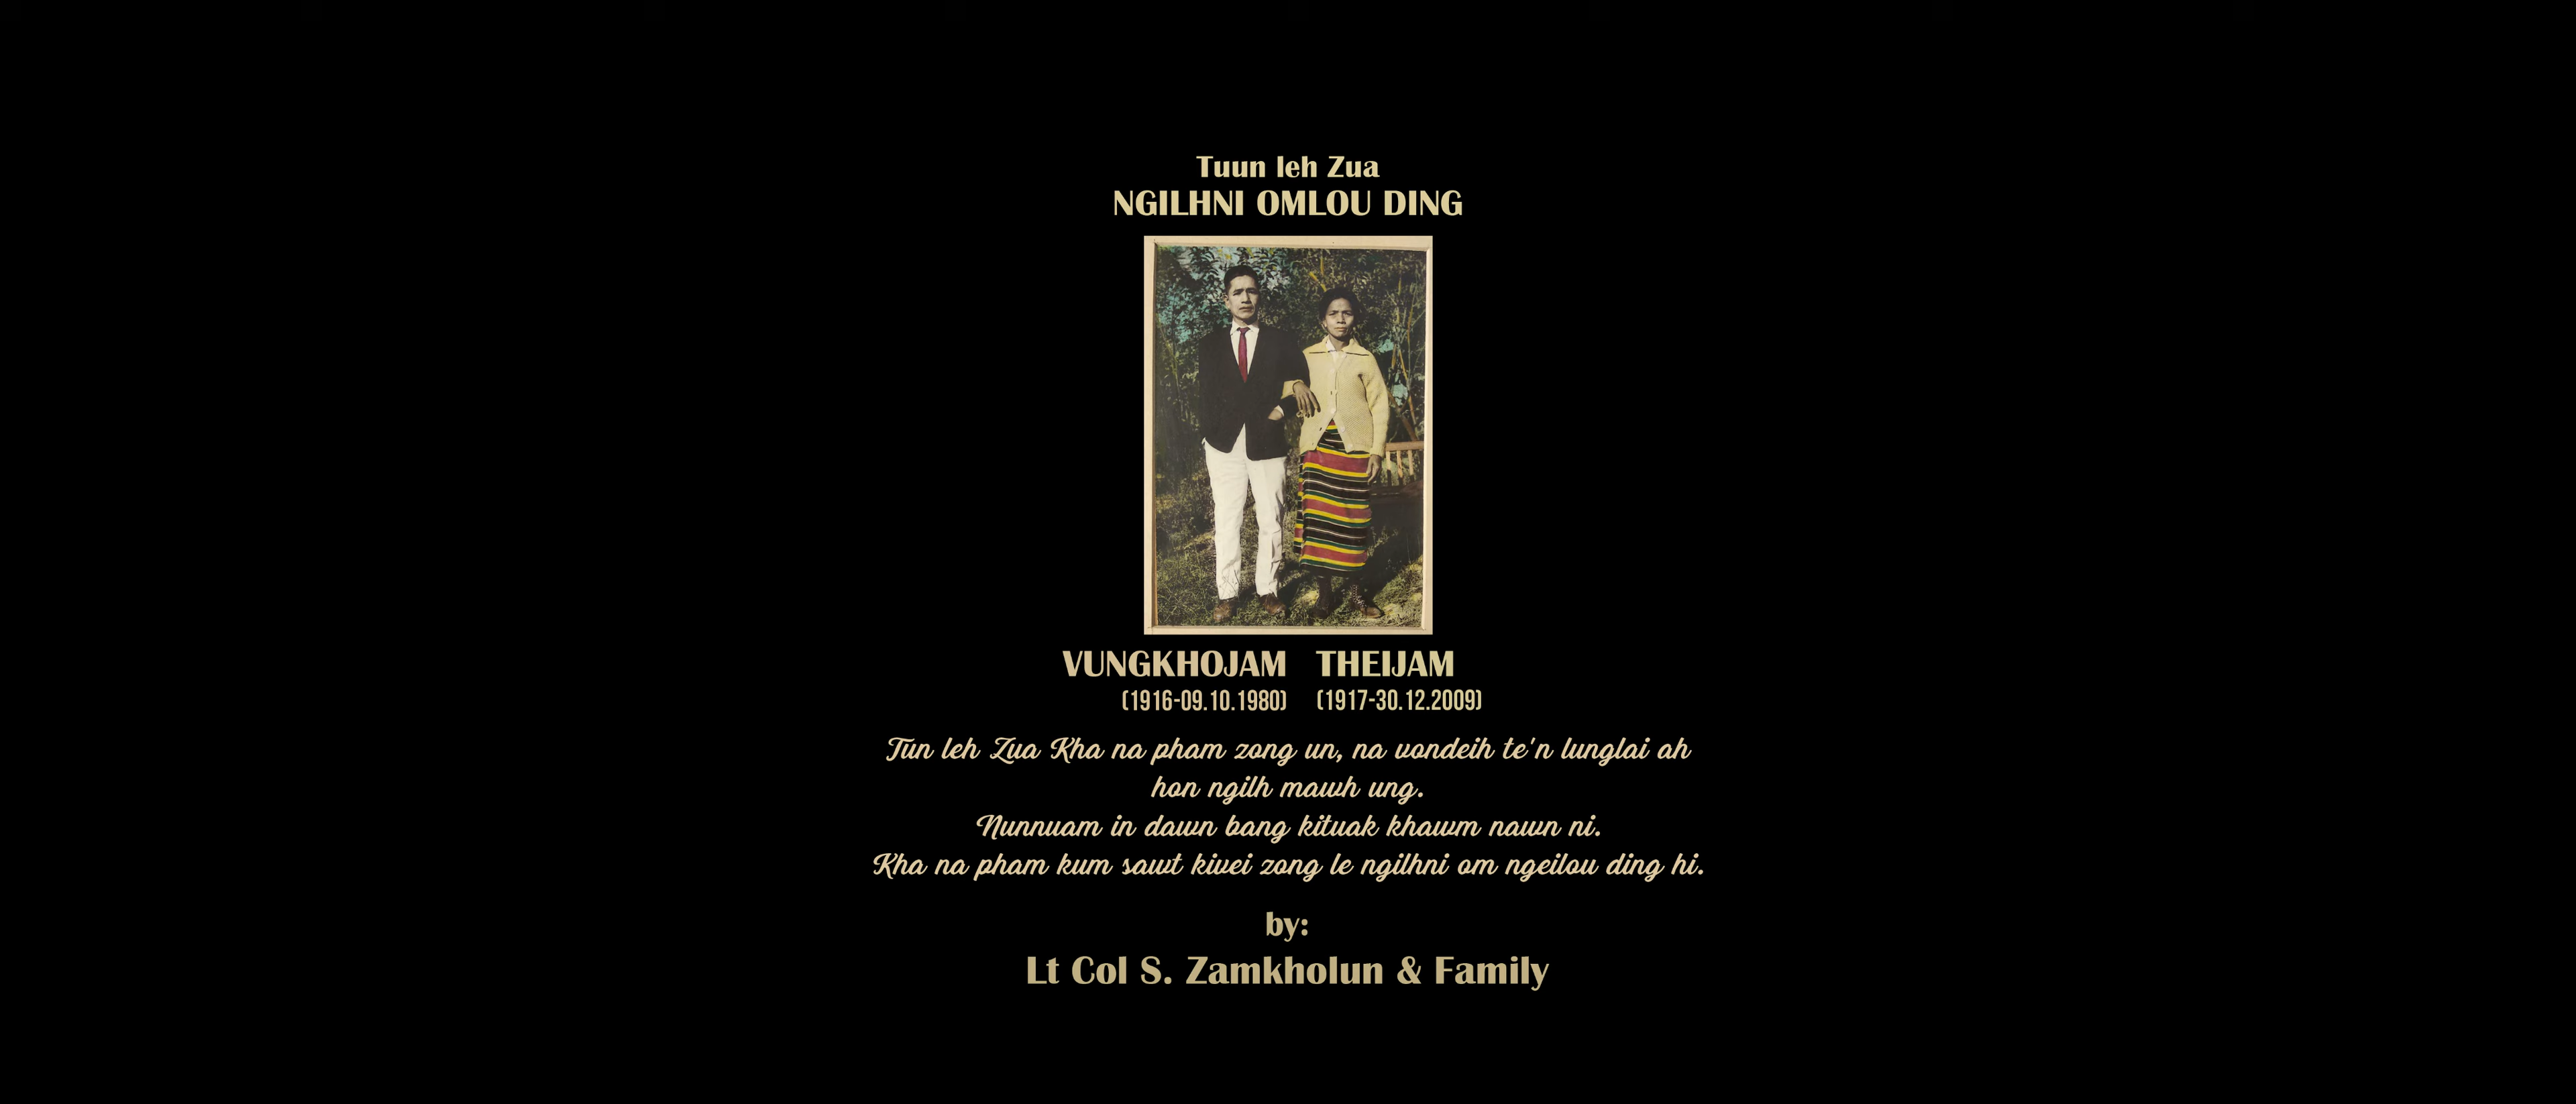 Tuun leh Zua
NGILHNI OMLOU DING
VUNGKHOJAM THEIJAM
(1916-09.10.1980) (1917-30.12.2009)
Tun leh Zua Kha na pham zong un, na vondeih te'n lunglai ah
hon ngilh mawh ung.
Nunnuam in dawn bang kituak khawm nawn ni.
Kha na pham kum sawt kivei zong le ngilhni om ngeilou ding hi.
by:
Lt Col S. Zamkholun & Family